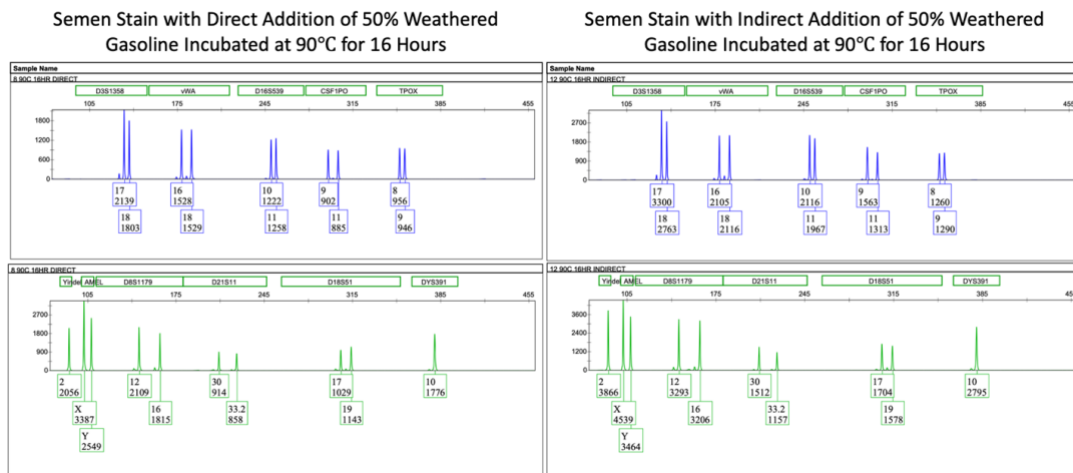 Semen Stain with Direct Addition of 50% Weathered
Gasoline Incubated at 90℃ for 16 Hours
Sample Name
8 90C 16HR DIRECT
D3S1358 vWA D16S539 CSF1PO TPOX
105 175 245 315 385 455
1800
1200
600
0
17 16 10 9 8
2139 1528 1222 902 956
18 18 11 11 9
1803 1529 1258 885 946
8 90C 16HR DIRECT
Yindel AMEL D8S1179 D21S11 D18S51 DYS391
105 175 245 315 385 455
2700
1800
900
0
2 12 30 17 10
2056 2109 914 1029 1776
X 16 33.2 19
3387 1815 858 1143
Y
2549
Semen Stain with Indirect Addition of 50% Weathered
Gasoline Incubated at 90℃ for 16 Hours
Sample Name
12 90C 16HR INDIRECT
D3S1358 vWA D16S539 CSF1PO TPOX
105 175 245 315 385 455
2700
1800
900
0
17 16 10 9 8
3300 2105 2116 1563 1260
18 18 11 11 9
2763 2116 1967 1313 1290
12 90C 16HR INDIRECT
Yindel AMEL D8S1179 D21S11 D18S51 DYS391
105 175 245 315 385 455
3600
2400
1200
0
2 12 30 17 10
3866 3293 1512 1704 2795
X 16 33.2 19
4539 3206 1157 1578
Y
3464